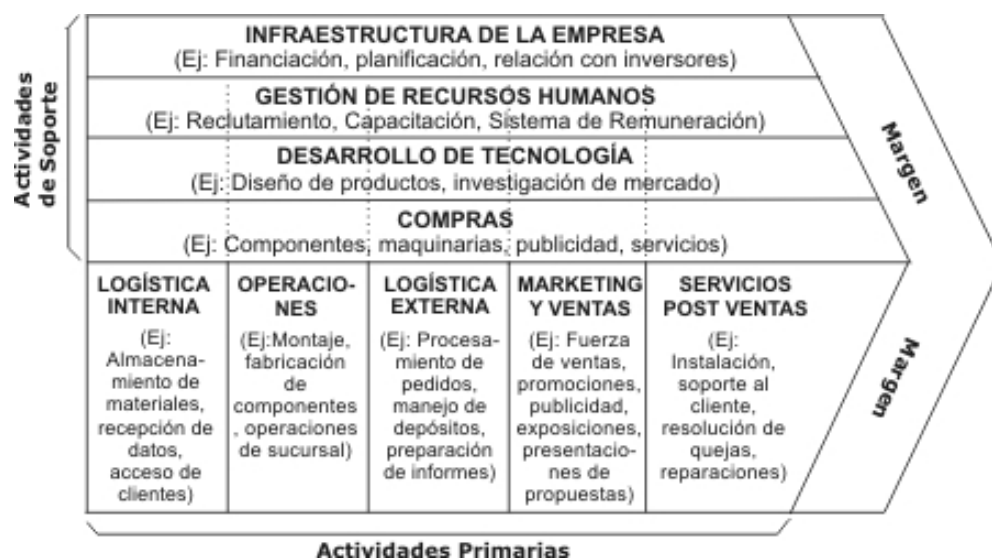 Actividades
de Soporte
INFRAESTRUCTURA DE LA EMPRESA
(Ej: Financiación, planificación, relación con inversores)
GESTIÓN DE RECURSOS HUMANOS
(Ej: Reclutamiento, Capacitación, Sistema de Remuneración)
DESARROLLO DE TECNOLOGÍA
(Ej: Diseño de productos, investigación de mercado)
COMPRAS
(Ej: Componentes, maquinarias, publicidad, servicios)
Margen
LOGÍSTICA
INTERNA
(Ej:
Almacena-
miento de
materiales,
recepción de
datos,
acceso de
clientes)
OPERACIO-
NES
(Ej:Montaje,
fabricación
de
componentes
, operaciones
de sucursal)
LOGÍSTICA
EXTERNA
(Ej: Procesa-
miento de
pedidos,
manejo de
depósitos,
preparación
de informes)
MARKETING
Y VENTAS
(Ej: Fuerza
de ventas,
promociones,
publicidad,
exposiciones,
presentacio-
nes de
propuestas)
SERVICIOS
POST VENTAS
(Ej:
Instalación,
soporte al
cliente,
resolución de
quejas,
reparaciones)
Margen
Actividades Primarias